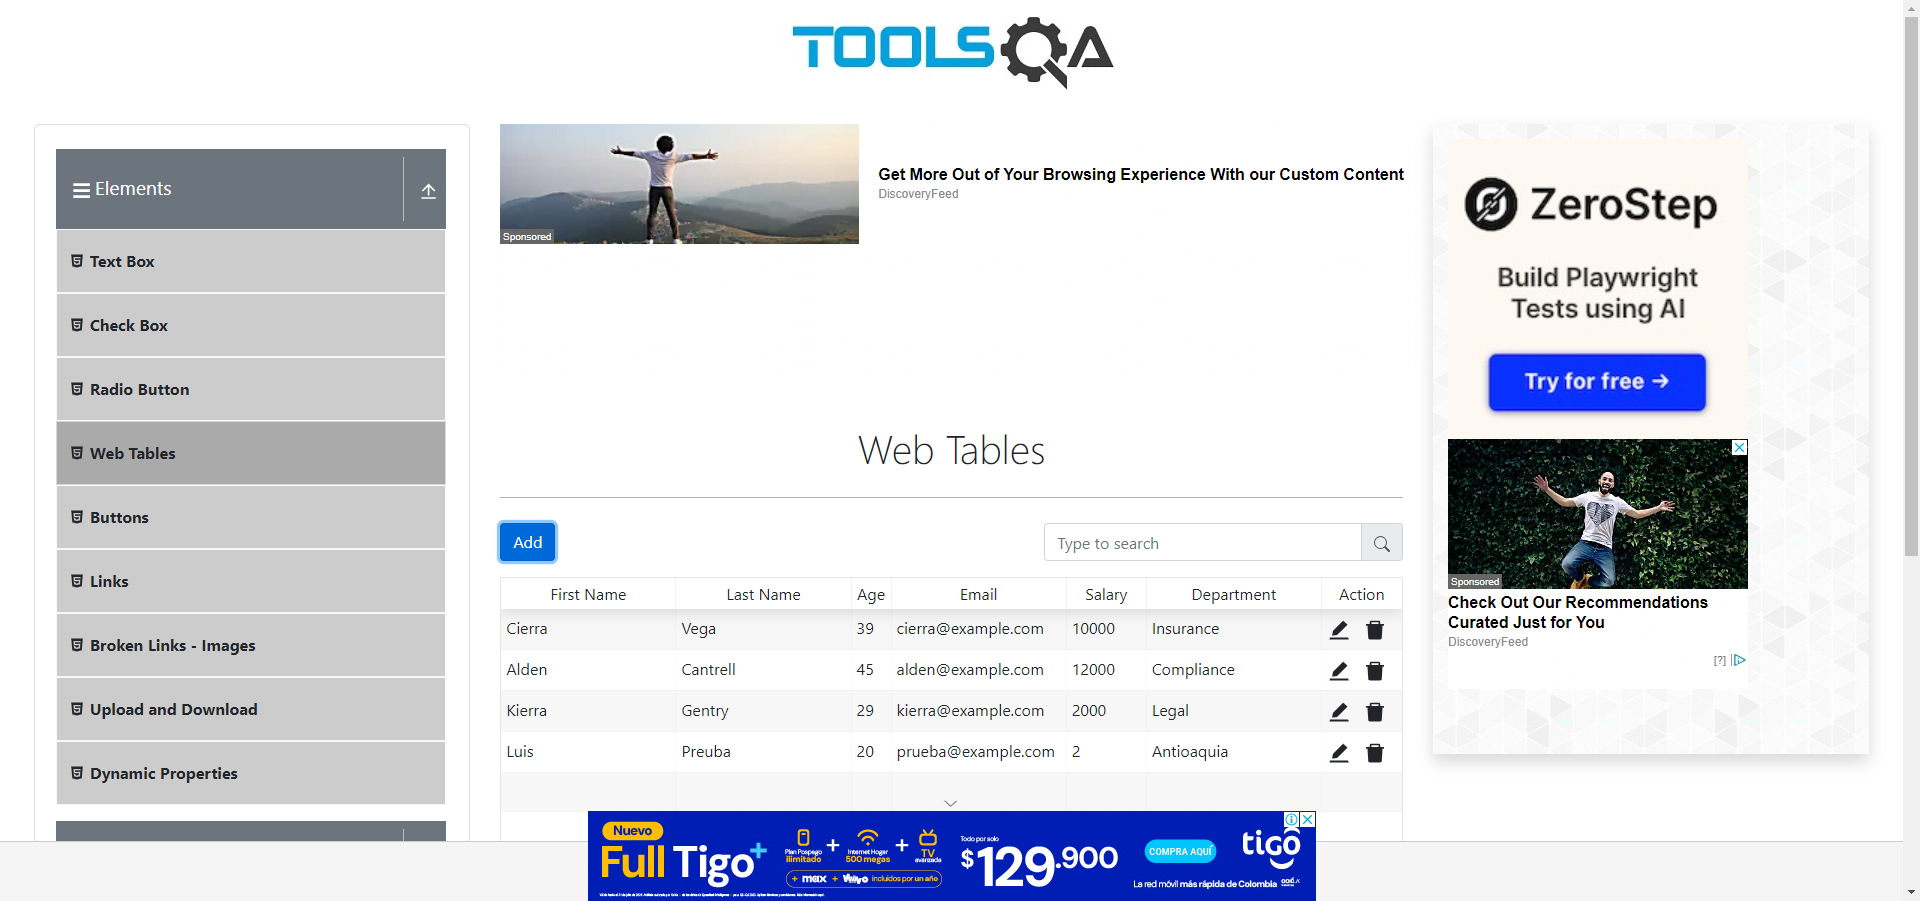 TOOLSQA
Elements
Text Box
Check Box
Radio Button
Web Tables
Buttons
Links
Broken Links - Images
Upload and Download
Dynamic Properties
Sponsored
Get More Out of Your Browsing Experience With our Custom Content
DiscoveryFeed
Web Tables
Add
Type to search
First Name Last Name Age Email Salary Department Action
Cierra Vega 39 cierra@example.com 10000 Insurance
Alden Cantrell 45 alden@example.com 12000 Compliance
Kierra Gentry 29 kierra@example.com 2000 Legal
Luis Preuba 20 prueba@example.com 2 Antioaquia
ZeroStep
Build Playwright
Tests using AI
Try for free →
Sponsored
Check Out Our Recommendations
Curated Just for You
DiscoveryFeed
[?]
Nuevo
Full Tigo+
Plan Pospago
ilimitado
+
Internet Hogar
500 megas
+
TV
avanzada
+ max + incluidos por un año
Todo por solo
$129.900
COMPRA AQUÍ
tigo
La red móvil más rápida de Colombia